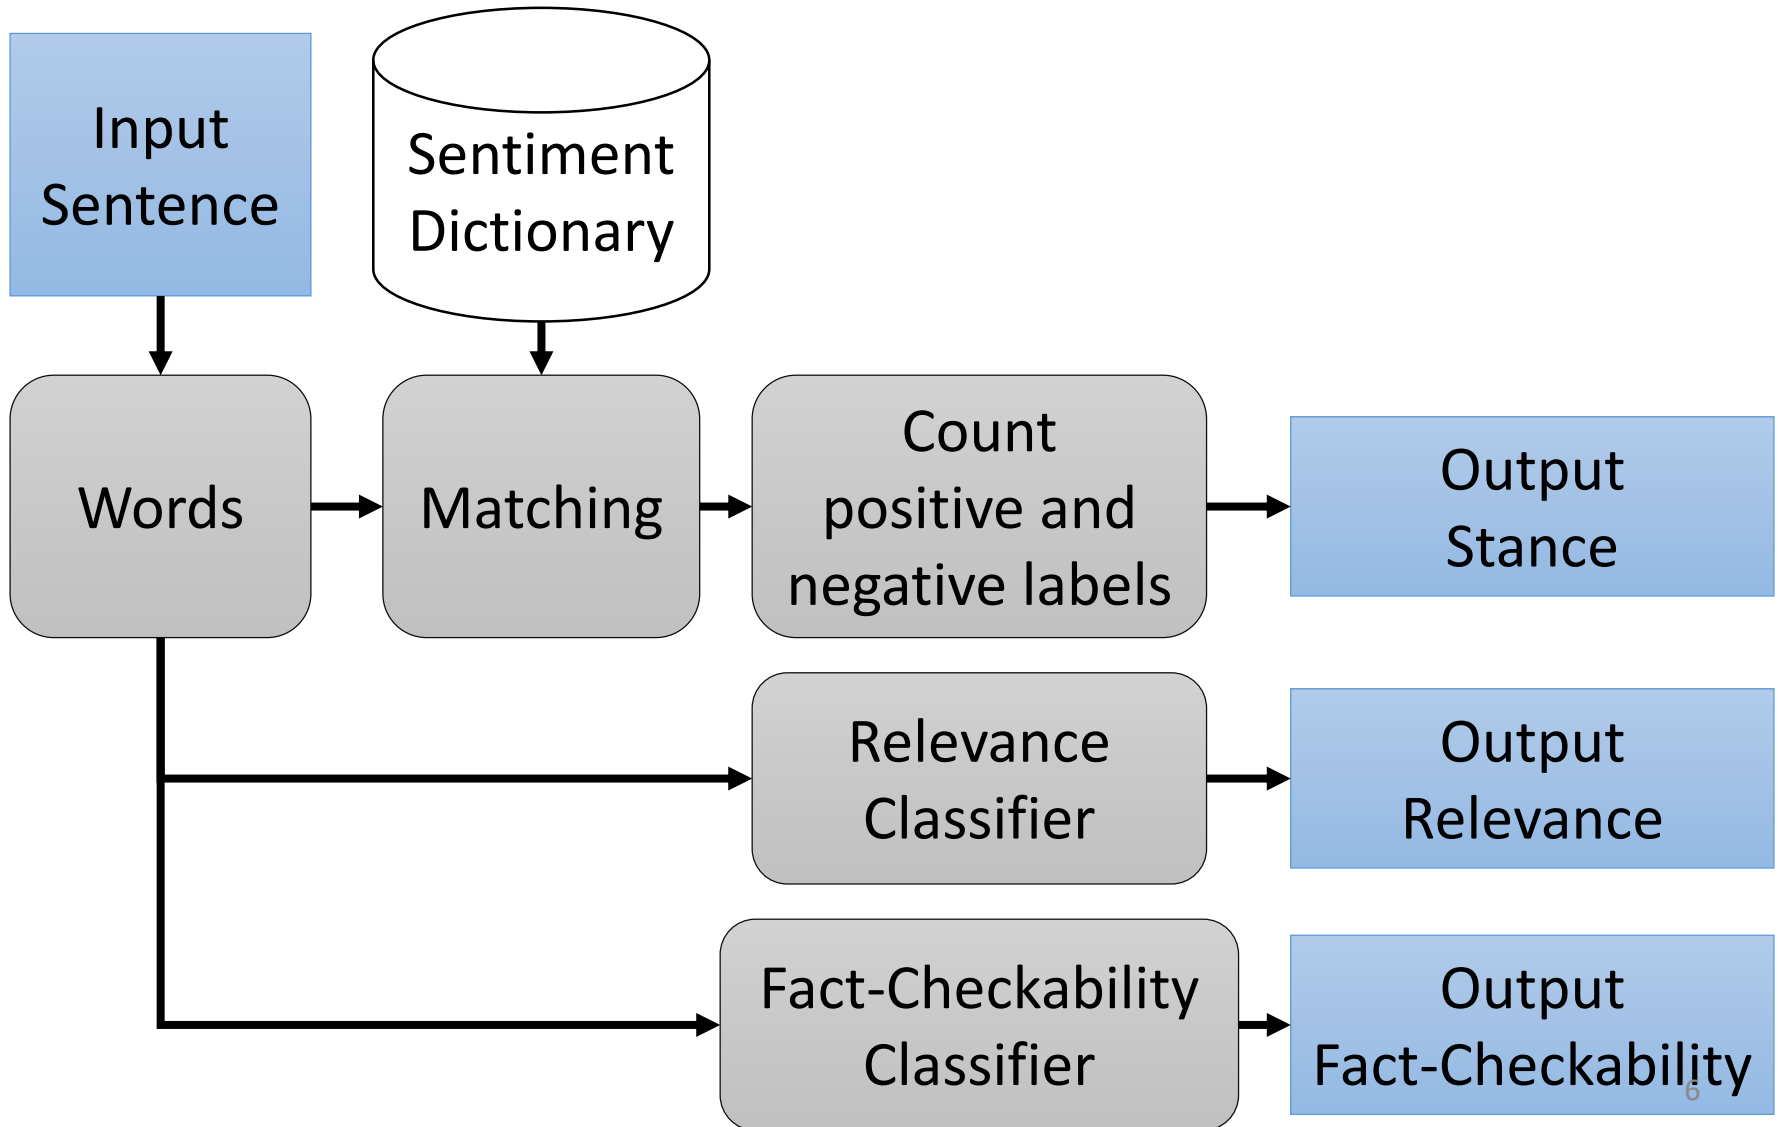 Input
Sentence
Sentiment
Dictionary
Words
Matching
Count
positive and
negative labels
Output
Stance
Relevance
Classifier
Output
Relevance
Fact-Checkability
Classifier
Output
Fact-Checkability
6